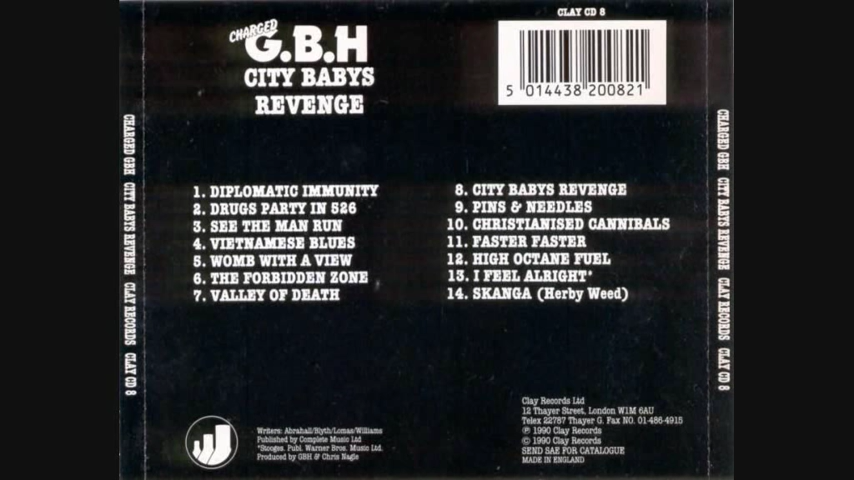 CLAY CD 8
CHARGED
G.B.H
CITY BABYS
REVENGE
5 014438 200821
1. DIPLOMATIC IMMUNITY
2. DRUGS PARTY IN 526
3. SEE THE MAN RUN
4. VIETNAMESE BLUES
5. WOMB WITH A VIEW
6. THE FORBIDDEN ZONE
7. VALLEY OF DEATH
8. CITY BABYS REVENGE
9. PINS & NEEDLES
10. CHRISTIANISED CANNIBALS
11. FASTER FASTER
12. HIGH OCTANE FUEL
13. I FEEL ALRIGHT*
14. SKANGA (Herby Weed)
Writers: Abrahall/Blyth/Lomas/Williams
Published by Complete Music Ltd
*Stooges. Publ. Warner Bros. Music Ltd.
Produced by GBH & Chris Nagle
Clay Records Ltd
12 Thayer Street, London W1M 6AU
Telex 22787 Thayer G. Fax NO. 01-486-4915
℗ 1990 Clay Records
© 1990 Clay Records
SEND SAE FOR CATALOGUE
MADE IN ENGLAND
CHARGED GBH CITY BABYS REVENGE CLAY RECORDS CLAY CD 8
CHARGED GBH CITY BABYS REVENGE CLAY RECORDS CLAY CD 8